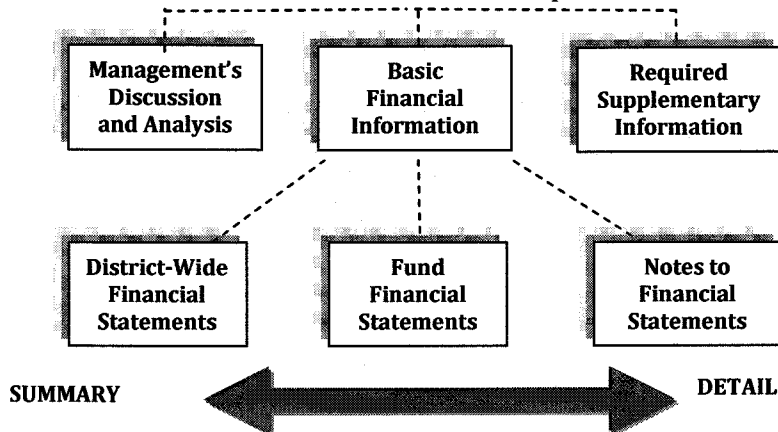 Management's
Discussion
and Analysis
Basic
Financial
Information
Required
Supplementary
Information
District-Wide
Financial
Statements
Fund
Financial
Statements
Notes to
Financial
Statements
SUMMARY
DETAIL